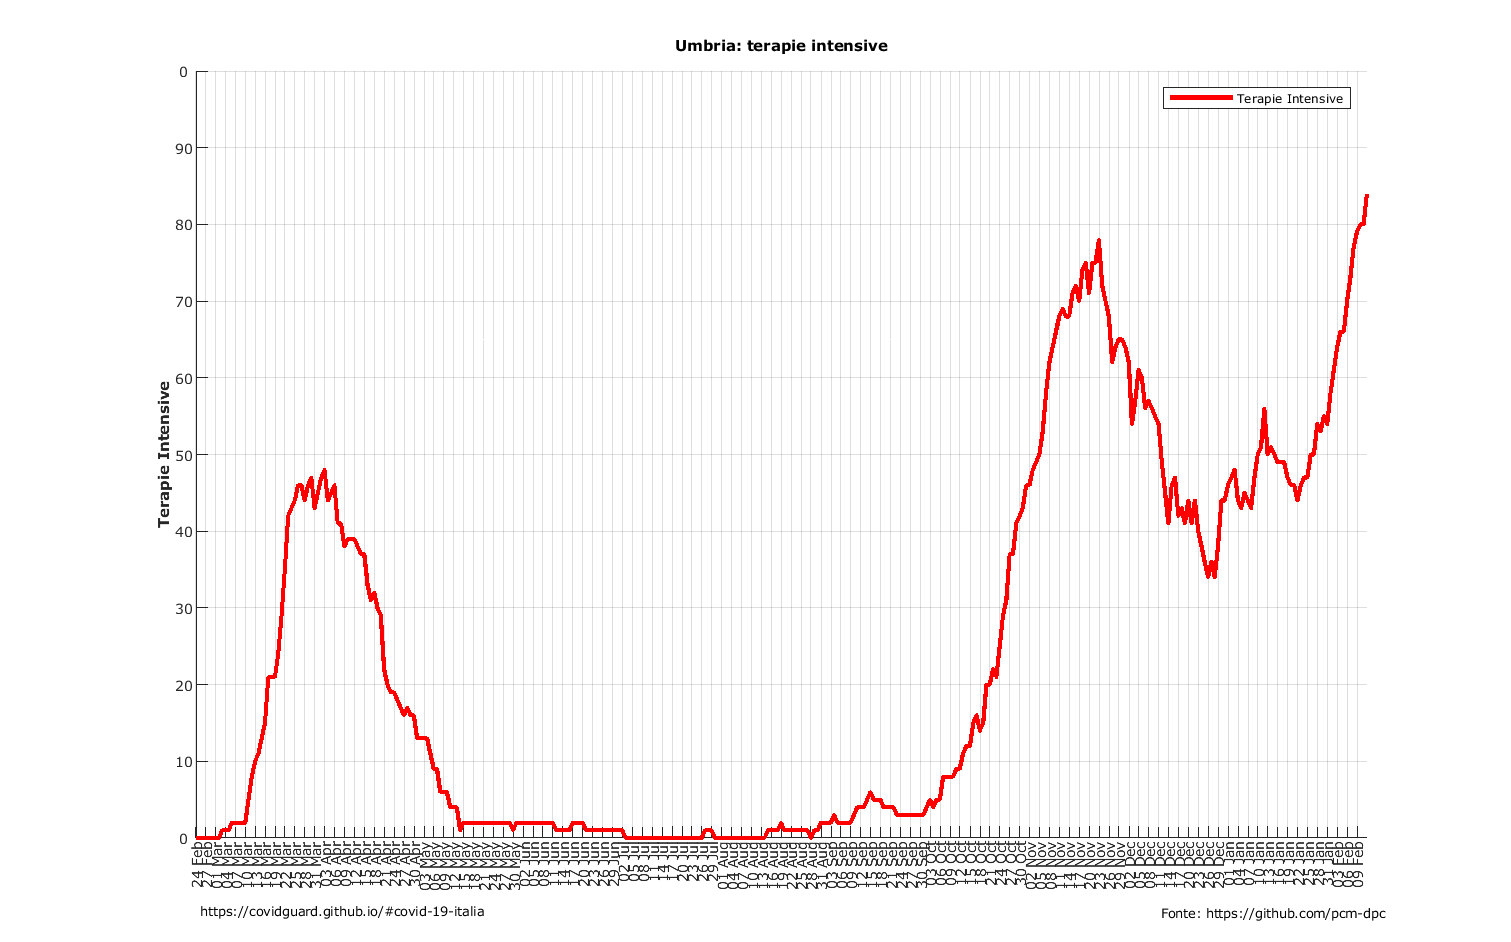 Umbria: terapie intensive
Terapie Intensive
0
90
80
70
60
50
40
30
20
10
0
Terapie Intensive
24 Feb
27 Feb
01 Mar
04 Mar
07 Mar
10 Mar
13 Mar
16 Mar
19 Mar
22 Mar
25 Mar
28 Mar
31 Mar
03 Apr
06 Apr
09 Apr
12 Apr
15 Apr
18 Apr
21 Apr
24 Apr
27 Apr
30 Apr
03 May
06 May
09 May
12 May
15 May
18 May
21 May
24 May
27 May
30 May
02 Jun
05 Jun
08 Jun
11 Jun
14 Jun
17 Jun
20 Jun
23 Jun
26 Jun
29 Jun
02 Jul
05 Jul
08 Jul
11 Jul
14 Jul
17 Jul
20 Jul
23 Jul
26 Jul
29 Jul
01 Aug
04 Aug
07 Aug
10 Aug
13 Aug
16 Aug
19 Aug
22 Aug
25 Aug
28 Aug
31 Aug
03 Sep
06 Sep
09 Sep
12 Sep
15 Sep
18 Sep
21 Sep
24 Sep
27 Sep
30 Sep
03 Oct
06 Oct
09 Oct
12 Oct
15 Oct
18 Oct
21 Oct
24 Oct
27 Oct
30 Oct
02 Nov
05 Nov
08 Nov
11 Nov
14 Nov
17 Nov
20 Nov
23 Nov
26 Nov
29 Nov
02 Dec
05 Dec
08 Dec
11 Dec
14 Dec
17 Dec
20 Dec
23 Dec
26 Dec
29 Dec
01 Jan
04 Jan
07 Jan
10 Jan
13 Jan
16 Jan
19 Jan
22 Jan
25 Jan
28 Jan
31 Jan
03 Feb
06 Feb
09 Feb
https://covidguard.github.io/#covid-19-italia
Fonte: https://github.com/pcm-dpc